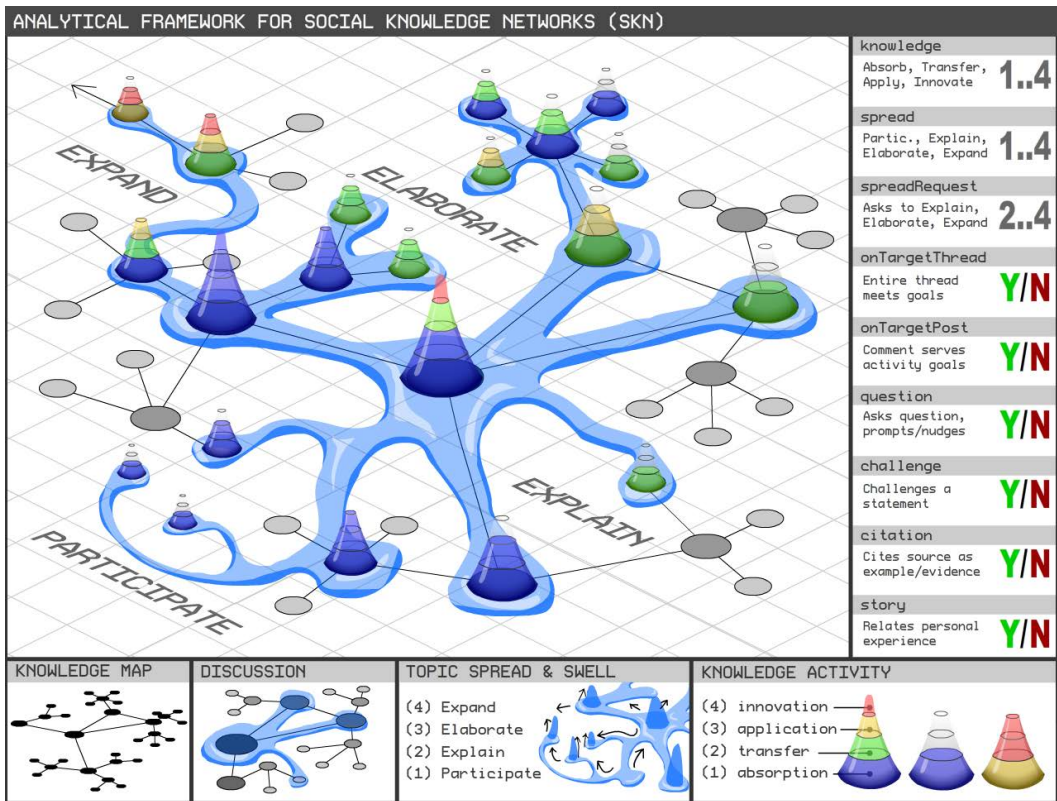 ANALYTICAL FRAMEWORK FOR SOCIAL KNOWLEDGE NETWORKS (SKN)
EXPAND
ELABORATE
EXPLAIN
PARTICIPATE
knowledge
Absorb, Transfer,
Apply, Innovate
1..4
spread
Partic., Explain,
Elaborate, Expand
1..4
spreadRequest
Asks to Explain,
Elaborate, Expand
2..4
onTargetThread
Entire thread
meets goals
Y/N
onTargetPost
Comment serves
activity goals
Y/N
question
Asks question,
prompts/nudges
Y/N
challenge
Challenges a
statement
Y/N
citation
Cites source as
example/evidence
Y/N
story
Relates personal
experience
Y/N
KNOWLEDGE MAP
DISCUSSION
TOPIC SPREAD & SWELL
(4) Expand
(3) Elaborate
(2) Explain
(1) Participate
KNOWLEDGE ACTIVITY
(4) innovation
(3) application
(2) transfer
(1) absorption